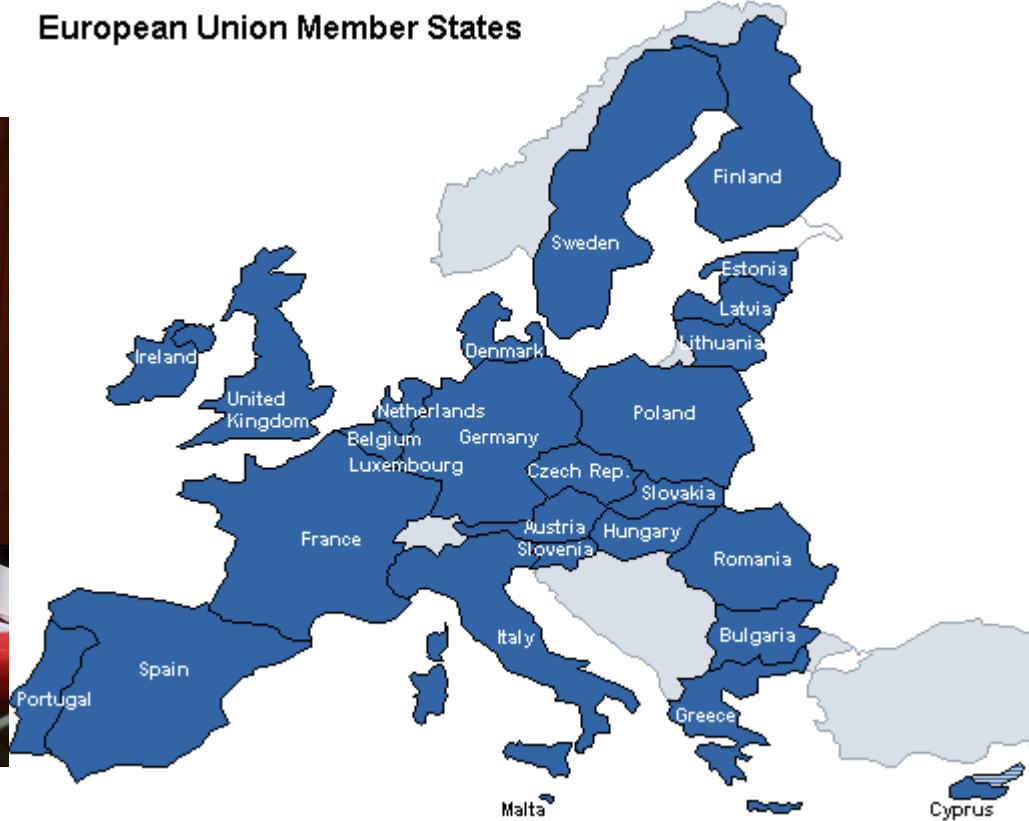 European Union Member States
Finland
Sweden
Estonia
Latvia
Lithuania
Denmark
Ireland
United
Kingdom
Netherlands
Belgium
Germany
Luxembourg
Poland
Czech Rep.
Slovakia
Austria
Hungary
Slovenia
France
Romania
Italy
Bulgaria
Spain
Portugal
Greece
Malta
Cyprus